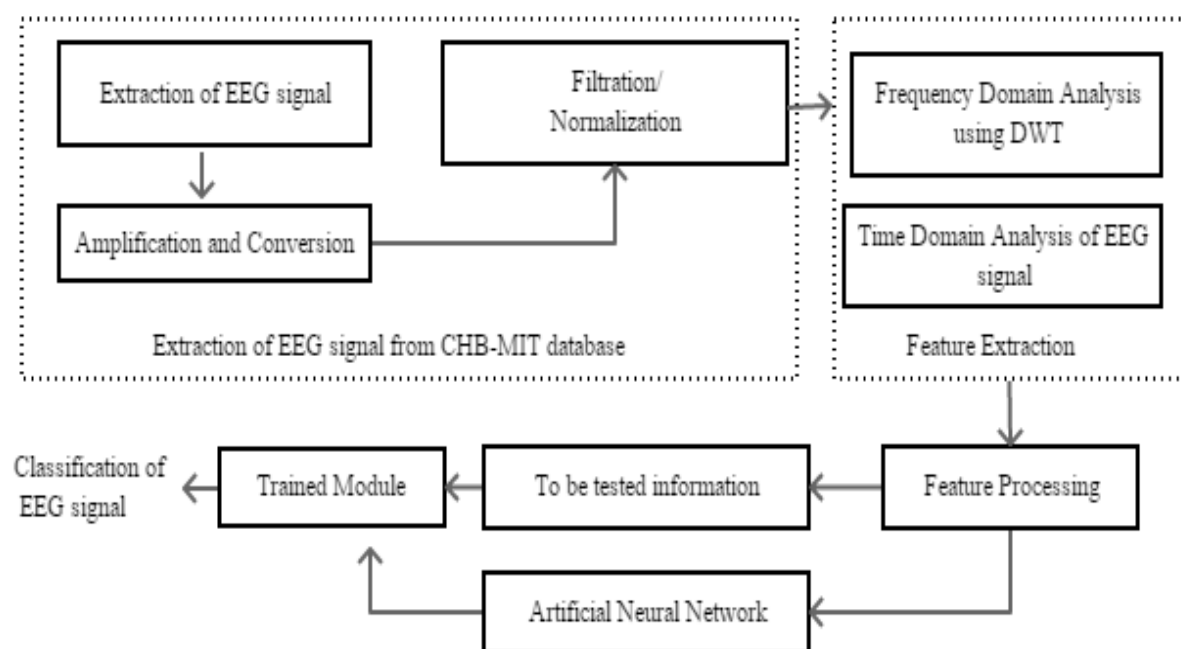 Extraction of EEG signal
Amplification and Conversion
Filtration/
Normalization
Extraction of EEG signal from CHB-MIT database
Frequency Domain Analysis
using DWT
Time Domain Analysis of EEG
signal
Feature Extraction
Feature Processing
To be tested information
Artificial Neural Network
Trained Module
Classification of
EEG signal